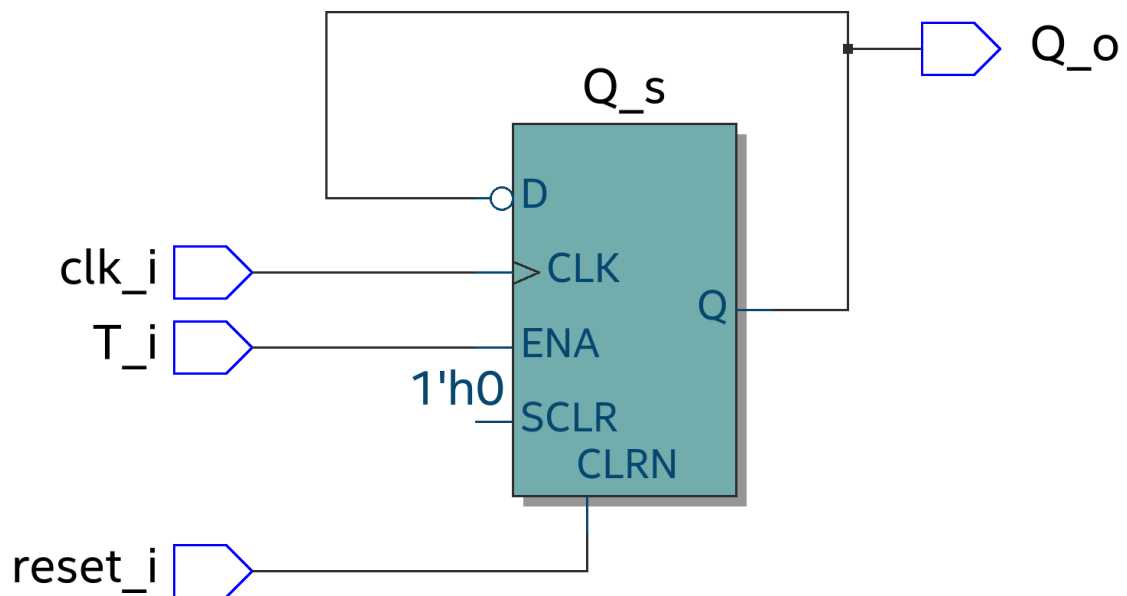 Q_o
Q_s
D
clk_i
CLK
Q
T_i
ENA
1'h0
SCLR
CLRN
reset_i